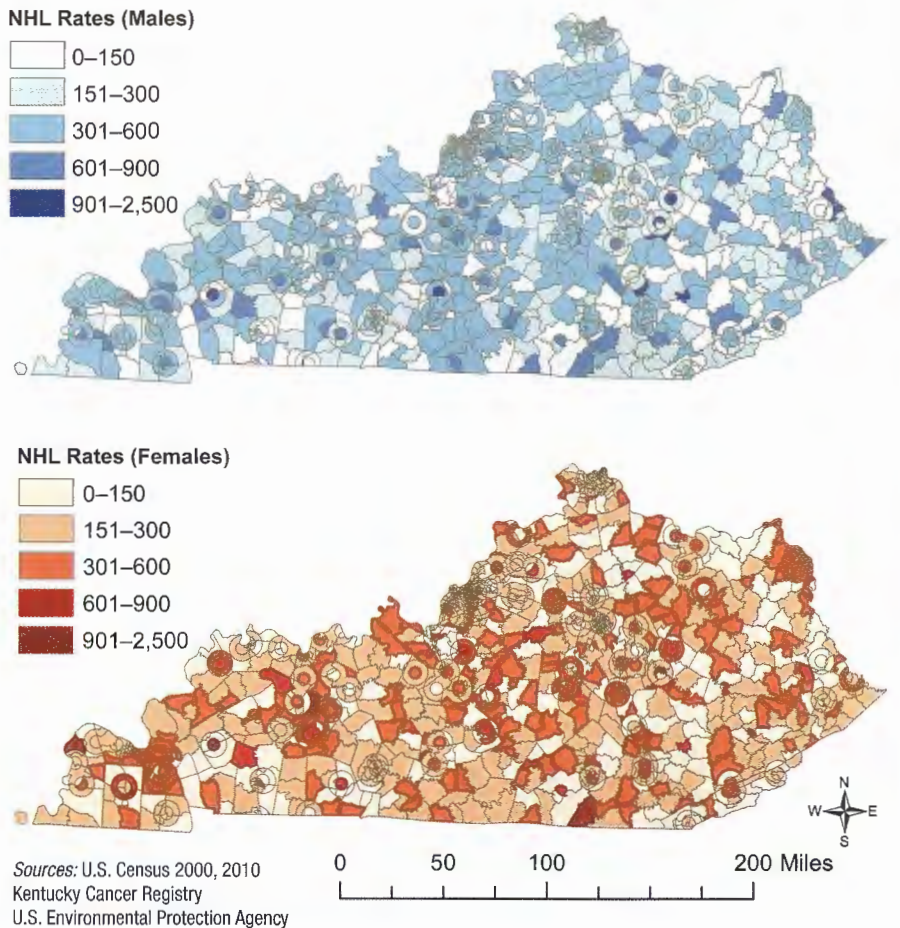 NHL Rates (Males)
0–150
151–300
301–600
601–900
901–2,500
NHL Rates (Females)
0–150
151–300
301–600
601–900
901–2,500
N
W E
S
Sources: U.S. Census 2000, 2010
Kentucky Cancer Registry
U.S. Environmental Protection Agency
0 50 100 200 Miles